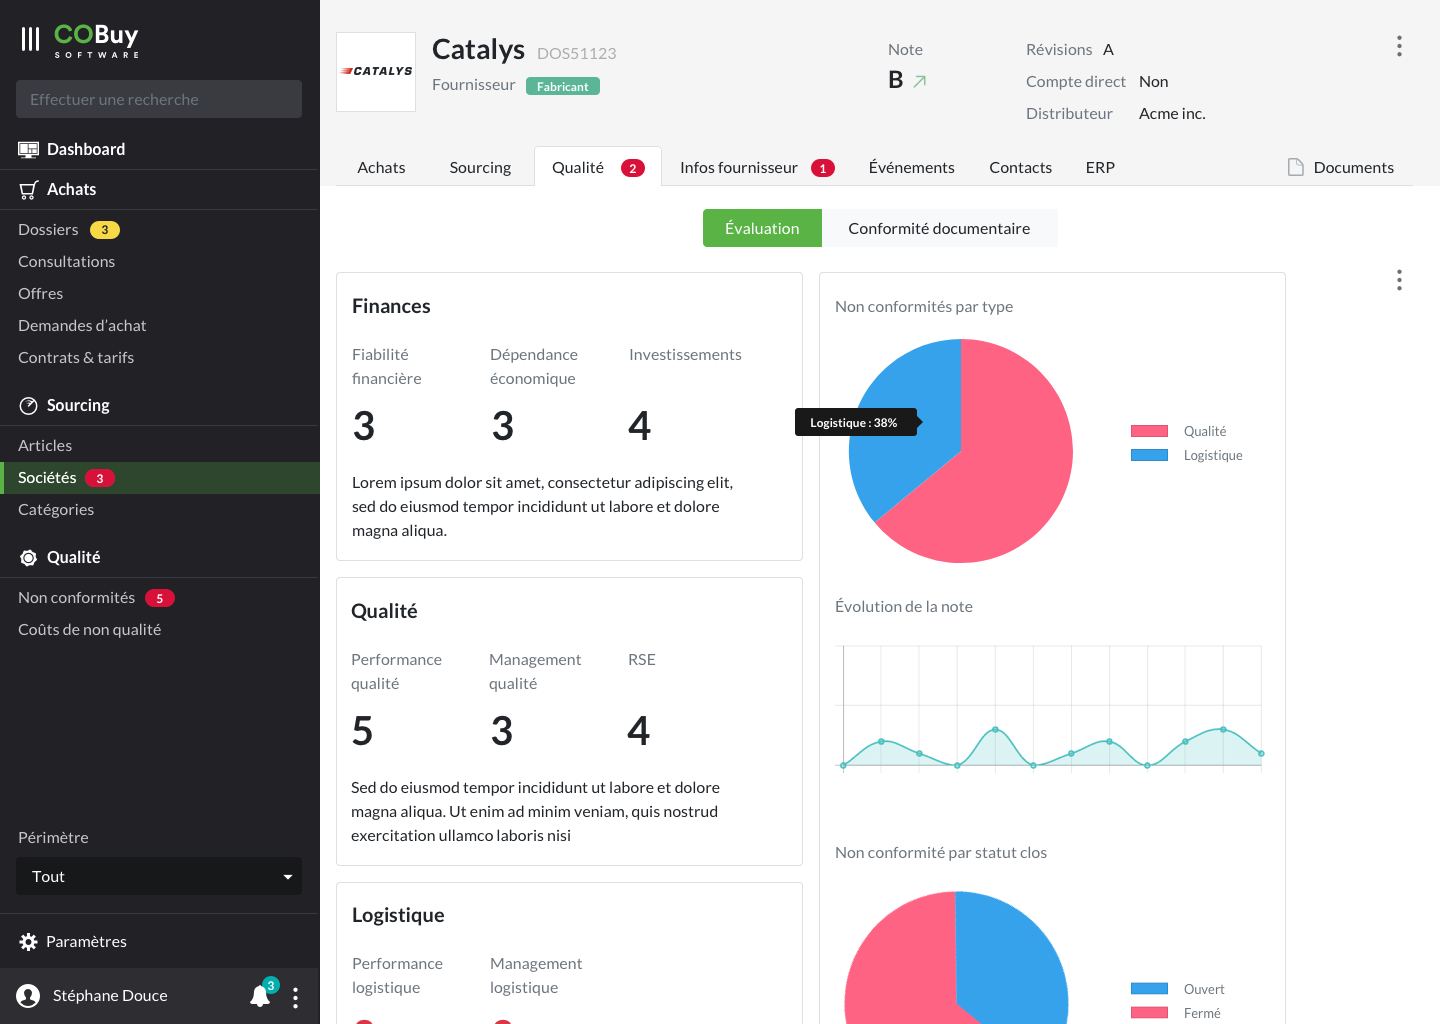 COBuy
SOFTWARE
Effectuer une recherche
Dashboard
Achats
Dossiers 3
Consultations
Offres
Demandes d’achat
Contrats & tarifs
Sourcing
Articles
Sociétés 3
Catégories
Qualité
Non conformités 5
Coûts de non qualité
Périmètre
Tout
Paramètres
Stéphane Douce 3
CATALYS
Catalys DOS51123
Fournisseur Fabricant
Note
B
Révisions A
Compte direct Non
Distributeur Acme inc.
Achats Sourcing Qualité 2 Infos fournisseur 1 Événements Contacts ERP Documents
Évaluation Conformité documentaire
Finances
Fiabilité financière
Dépendance économique
Investissements
3 3 4
Lorem ipsum dolor sit amet, consectetur adipiscing elit,
sed do eiusmod tempor incididunt ut labore et dolore
magna aliqua.
Qualité
Performance qualité
Management qualité
RSE
5 3 4
Sed do eiusmod tempor incididunt ut labore et dolore
magna aliqua. Ut enim ad minim veniam, quis nostrud
exercitation ullamco laboris nisi
Logistique
Performance logistique
Management logistique
Non conformités par type
Logistique : 38%
Qualité
Logistique
Évolution de la note
Non conformité par statut clos
Ouvert
Fermé